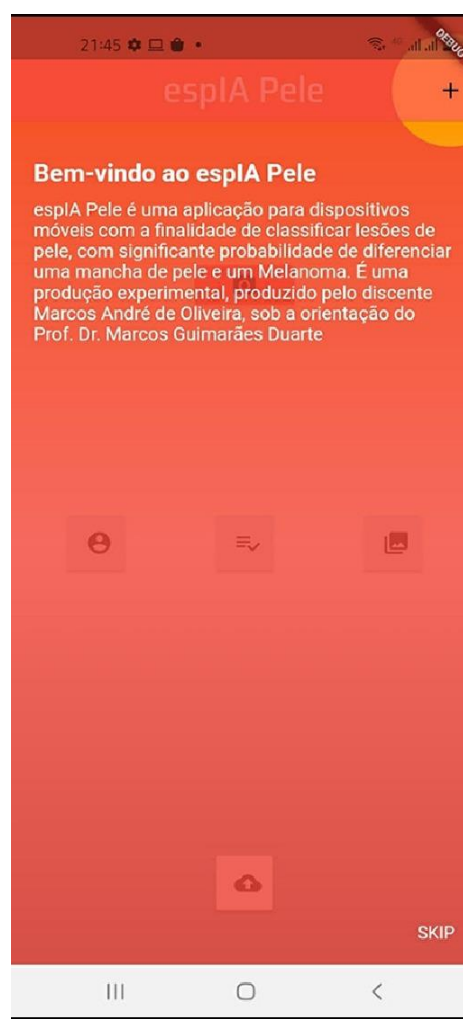 21:45
DEBUG
espIA Pele
Bem-vindo ao espIA Pele
espIA Pele é uma aplicação para dispositivos
móveis com a finalidade de classificar lesões de
pele, com significante probabilidade de diferenciar
uma mancha de pele e um Melanoma. É uma
produção experimental, produzido pelo discente
Marcos André de Oliveira, sob a orientação do
Prof. Dr. Marcos Guimarães Duarte
SKIP